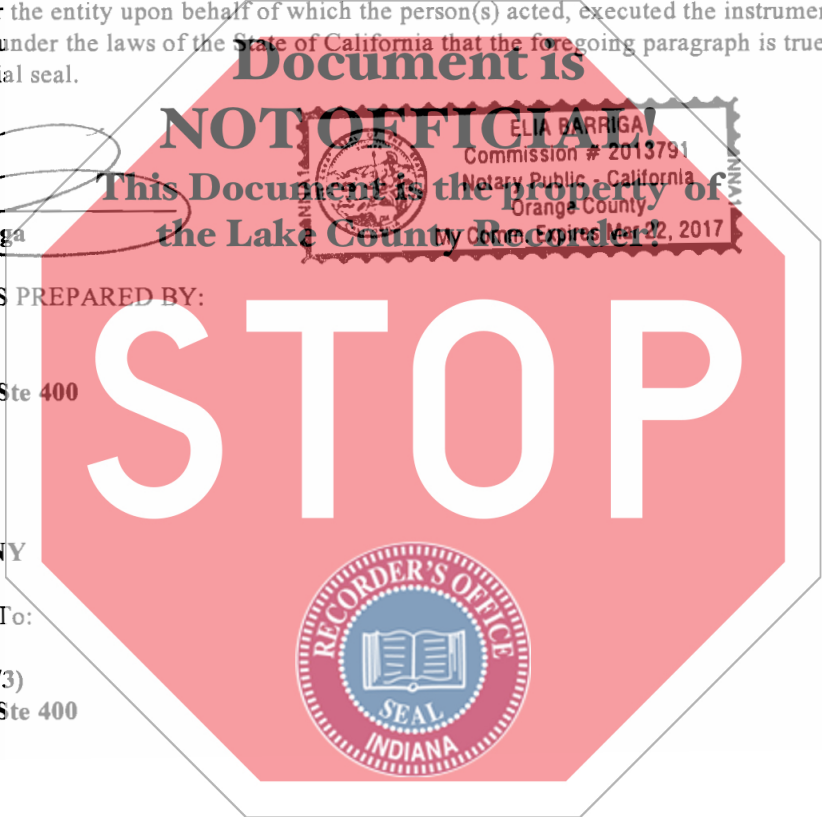 r the entity upon behalf of which the person(s) acted, executed the instrumen
under the laws of the State of California that the foregoing paragraph is true
ial seal.
Document is
NOT OFFICIAL!
This Document is the property of
the Lake County Recorder!
ELIA BARRIGA
Commission # 2013791
Notary Public - California
Orange County
My Comm. Expires Mar 22, 2017
NNA1
NNA1
ga
S PREPARED BY:
STOP
Ste 400
NY
To:
/3)
Ste 400
RECORDER'S OFFICE
SEAL
INDIANA